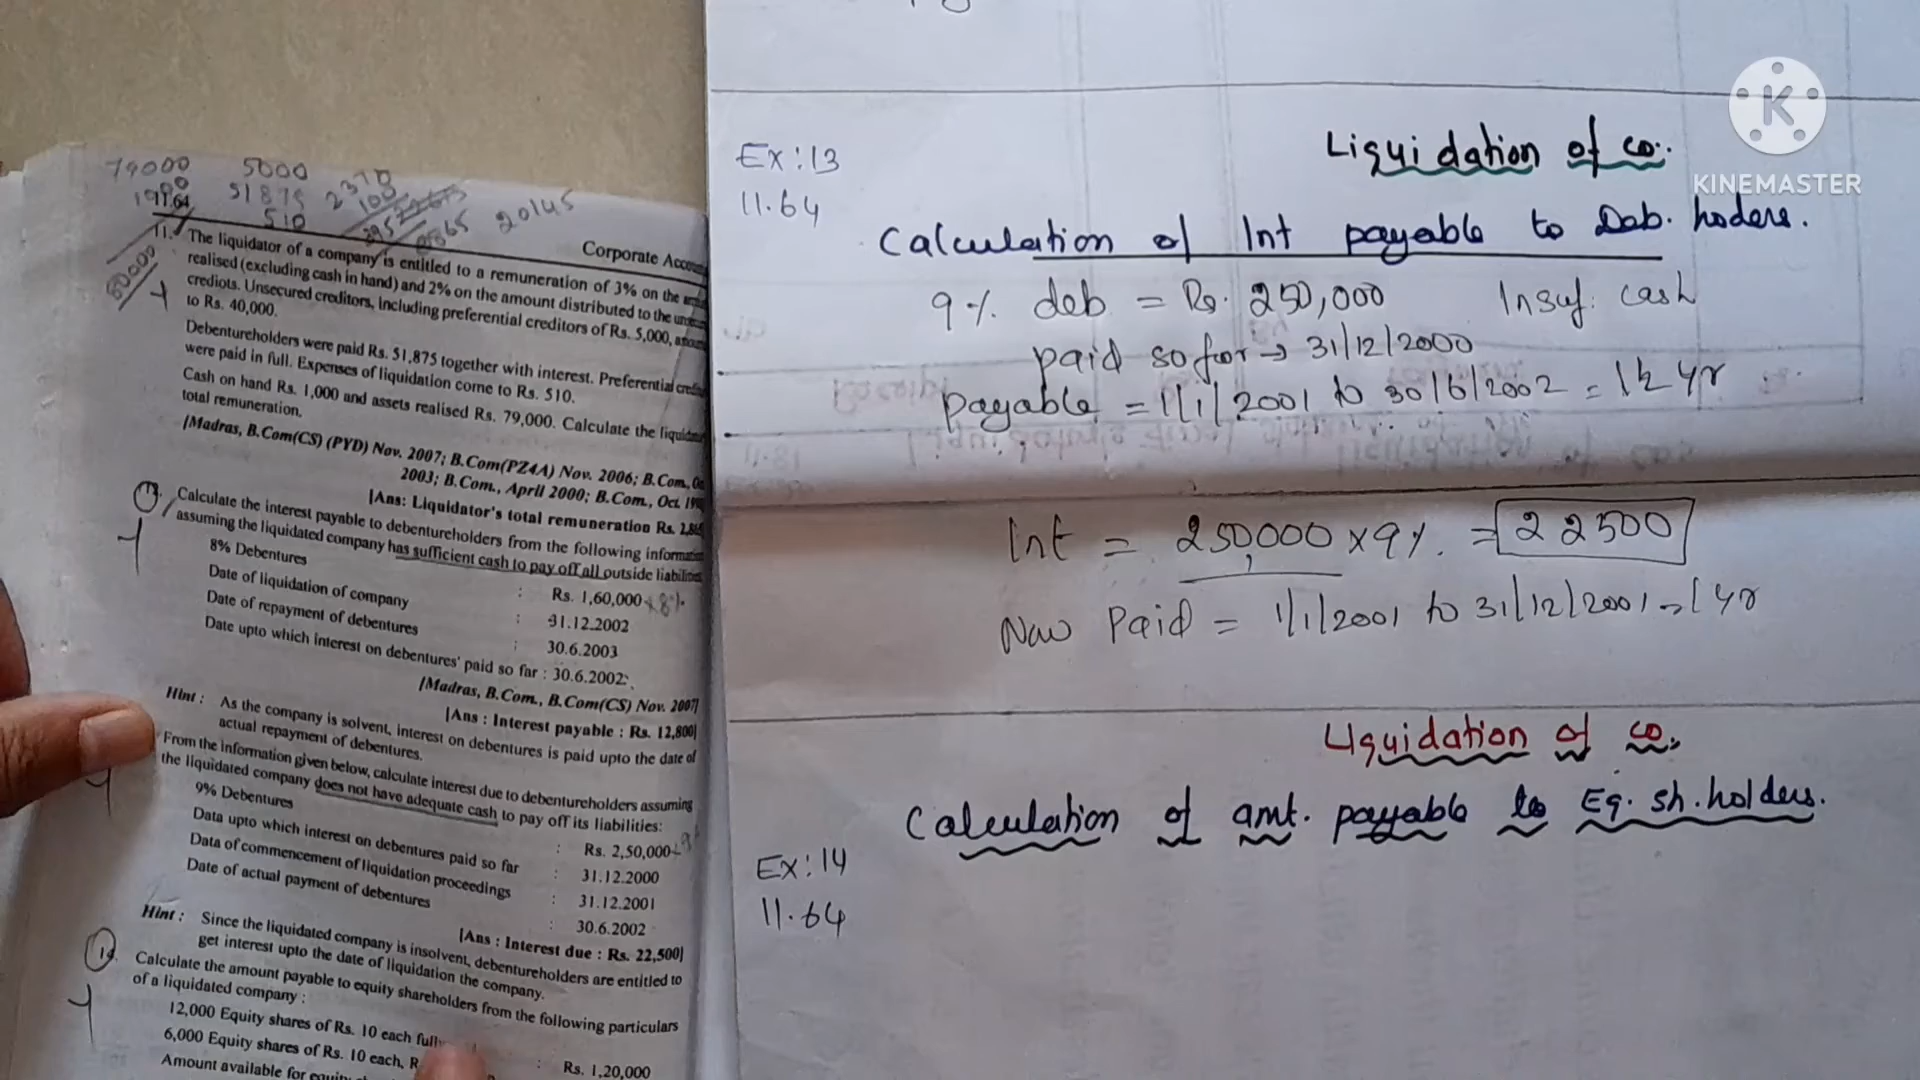 79000
1990
1911.64
5000
51875
510
2370
100
395
2865
22675
20145
60000
Corporate Accou
11. The liquidator of a company is entitled to a remuneration of 3% on the
realised (excluding cash in hand) and 2% on the amount distributed to the
crediots. Unsecured creditors, including preferential creditors of Rs. 5,000,
to Rs. 40,000.
Debentureholders were paid Rs. 51,875 together with interest. Preferential
were paid in full. Expenses of liquidation come to Rs. 510.
Cash on hand Rs. 1,000 and assets realised Rs. 79,000. Calculate the
total remuneration.
[Madras, B.Com(CS) (PYD) Nov. 2007; B.Com(PZ4A) Nov. 2006; B.Com.,
2003; B.Com., April 2000; B.Com., Oct.
[Ans: Liquidator's total remuneration Rs.
Calculate the interest payable to debentureholders from the following
assuming the liquidated company has sufficient cash to pay off all outside
8% Debentures : Rs. 1,60,000 x 8%
Date of liquidation of company : 31.12.2002
Date of repayment of debentures : 30.6.2003
Date upto which interest on debentures' paid so far : 30.6.2002
[Madras, B.Com., B.Com(CS) Nov. 2007]
[Ans : Interest payable : Rs. 12,800]
Hint : As the company is solvent, interest on debentures is paid upto the date of
actual repayment of debentures.
From the information given below, calculate interest due to debentureholders assuming
the liquidated company does not have adequate cash to pay off its liabilities:
9% Debentures : Rs. 2,50,000
Data upto which interest on debentures paid so far : 31.12.2000
Data of commencement of liquidation proceedings : 31.12.2001
Date of actual payment of debentures : 30.6.2002
[Ans : Interest due : Rs. 22,500]
Hint : Since the liquidated company is insolvent, debentureholders are entitled to
get interest upto the date of liquidation the company.
14. Calculate the amount payable to equity shareholders from the following particulars
of a liquidated company :
12,000 Equity shares of Rs. 10 each : Rs. 1,20,000
6,000 Equity shares of Rs. 10 each,
Amount available for
KINEMASTER
Ex:13
11.64
Liquidation of co.
Calculation of Int payable to Deb. hoders.
9% deb = Rs. 250,000 Insuf. cash
paid so far → 31/12/2000
payable = 1/1/2001 to 30/6/2002 = 1½ yr
Int = 250,000 x 9% = 22500
Now Paid = 1/1/2001 to 31/12/2001 = 1 yr
Liquidation of co.
Calculation of amt. payable to Eq. sh. holders.
Ex:14
11.64